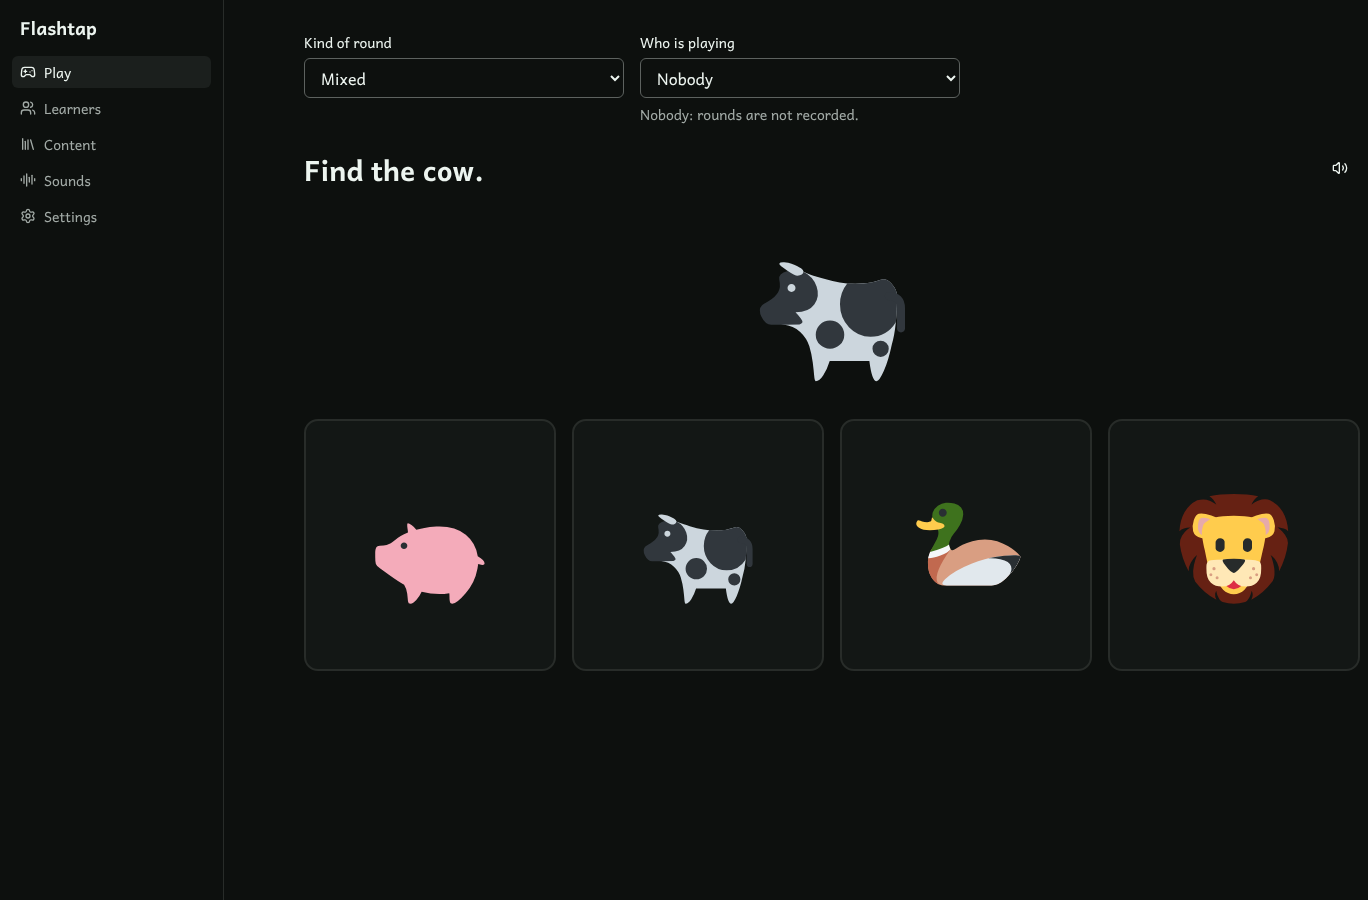 Flashtap
Play
Learners
Content
Sounds
Settings
Kind of round
Mixed
Who is playing
Nobody
Nobody: rounds are not recorded.
Find the cow.